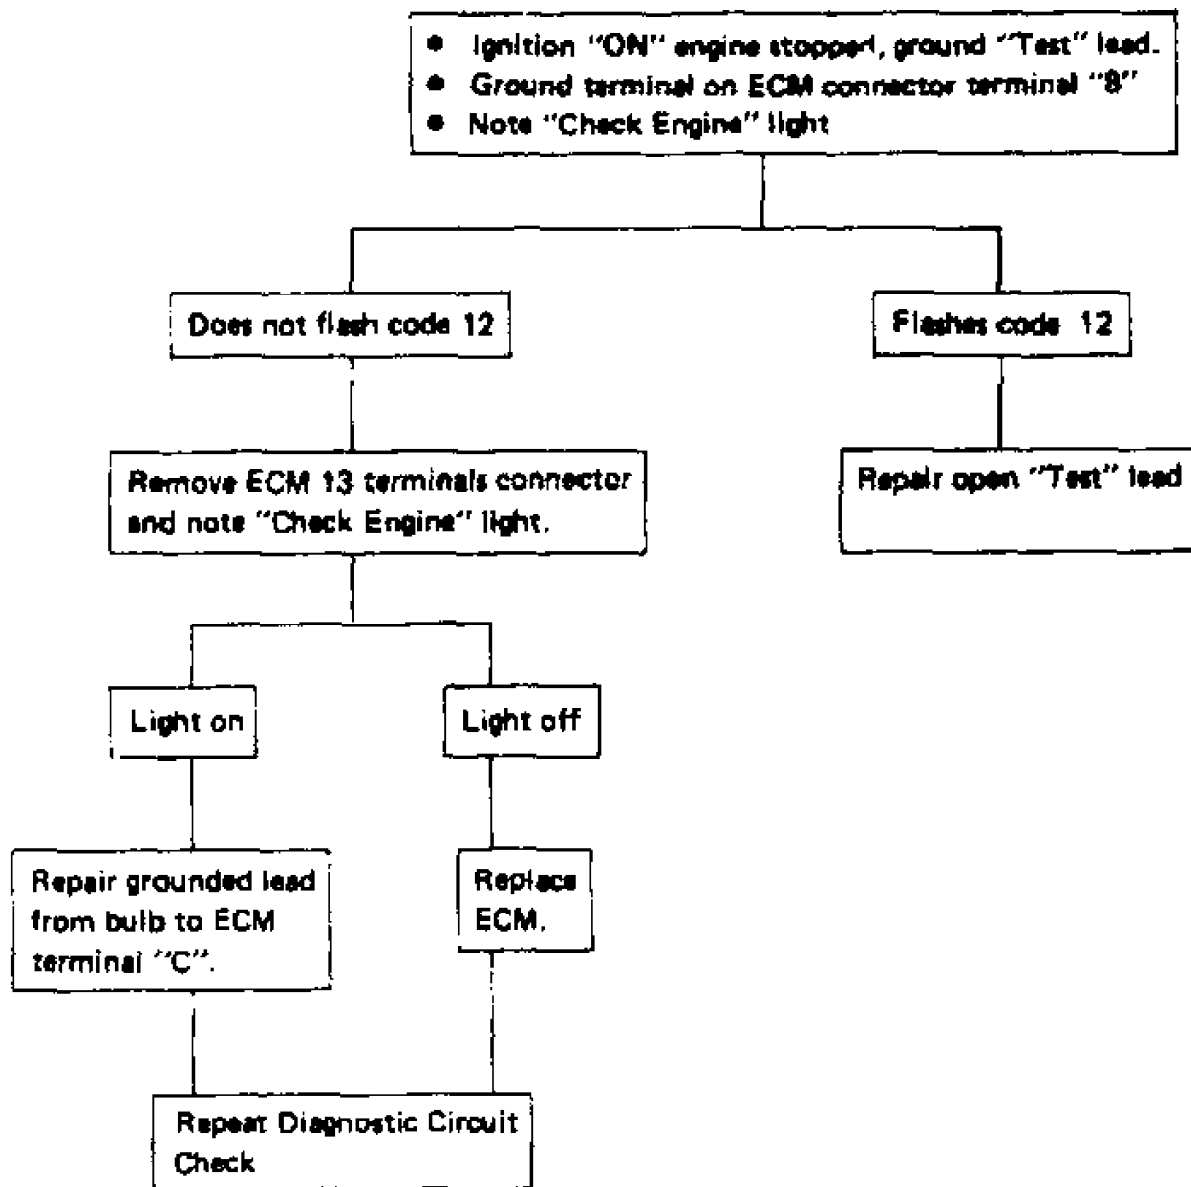 ● Ignition "ON" engine stopped, ground "Test" lead.
● Ground terminal on ECM connector terminal "8"
● Note "Check Engine" light
Does not flash code 12
Flashes code 12
Remove ECM 13 terminals connector
and note "Check Engine" light.
Repair open "Test" lead
Light on
Light off
Repair grounded lead
from bulb to ECM
terminal "C".
Replace
ECM.
Repeat Diagnostic Circuit
Check